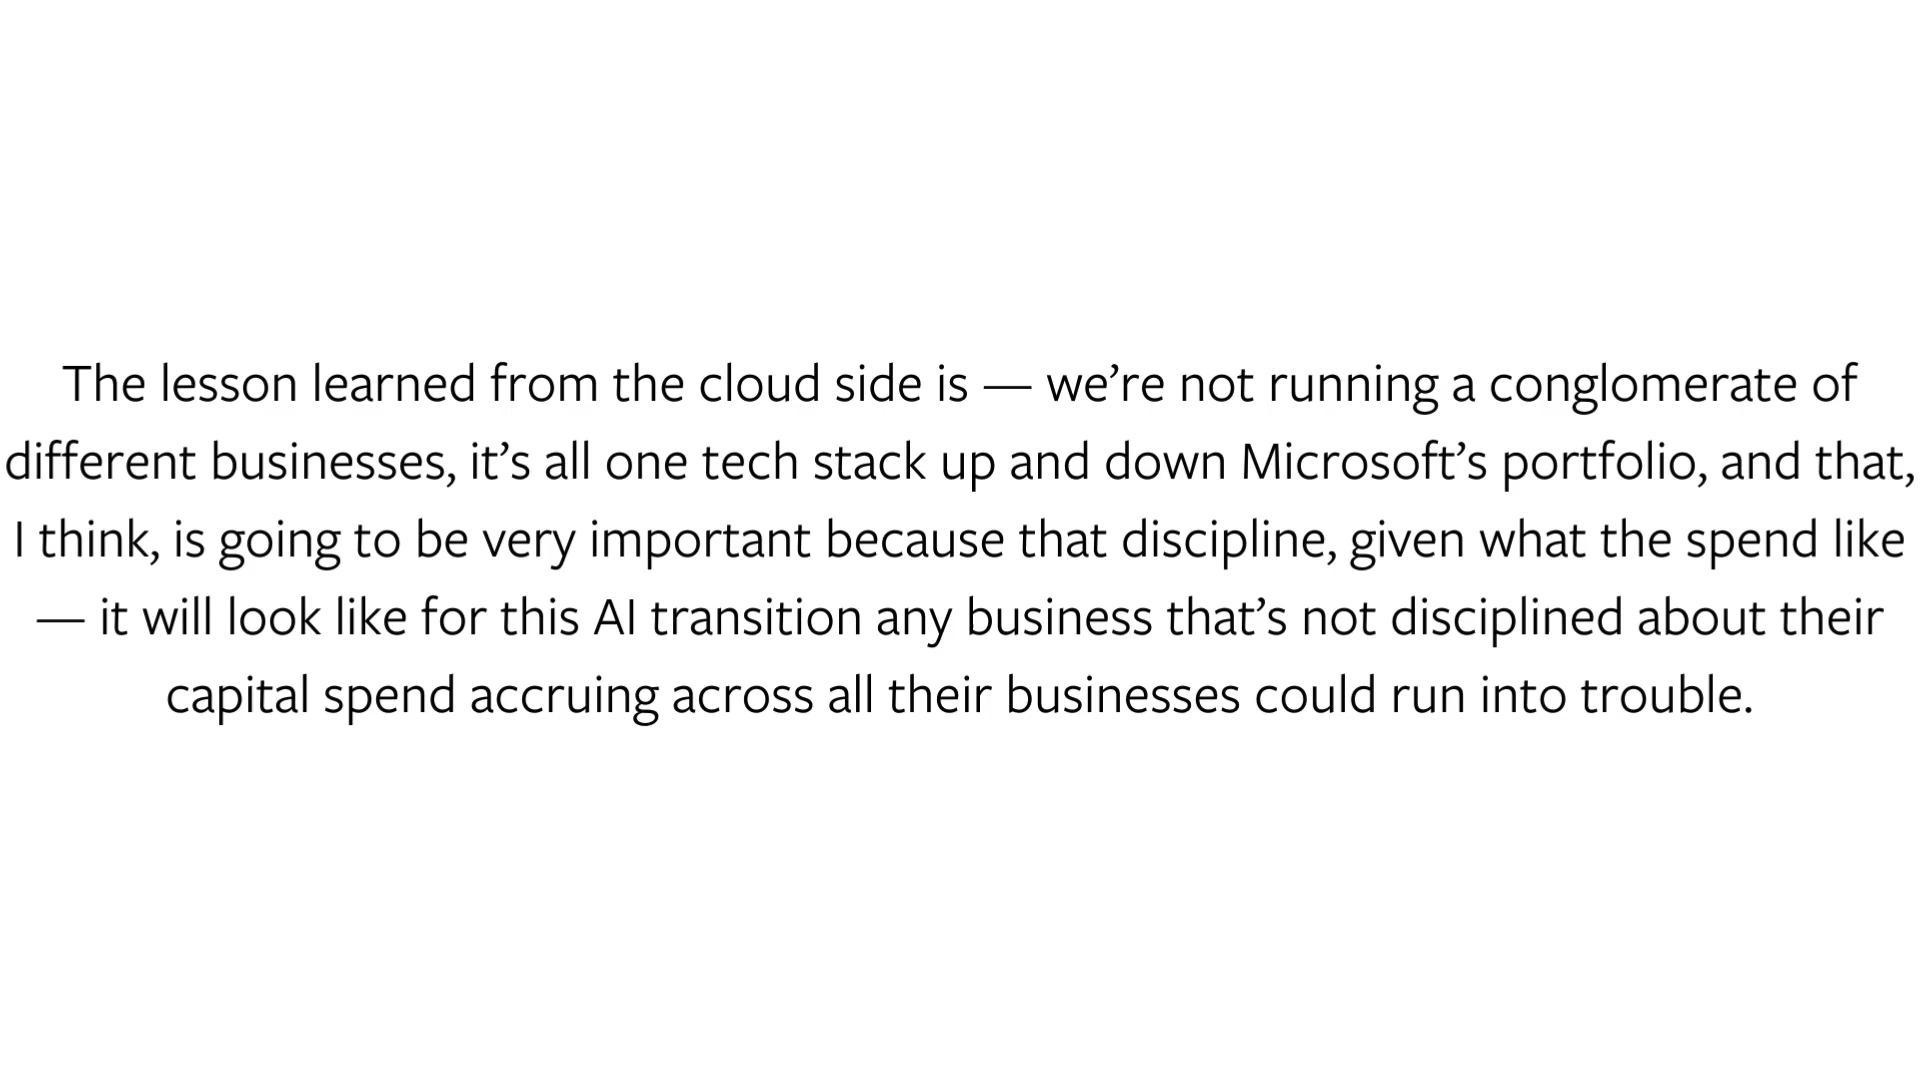 The lesson learned from the cloud side is — we’re not running a conglomerate of
different businesses, it’s all one tech stack up and down Microsoft’s portfolio, and that,
I think, is going to be very important because that discipline, given what the spend like
— it will look like for this AI transition any business that’s not disciplined about their
capital spend accruing across all their businesses could run into trouble.